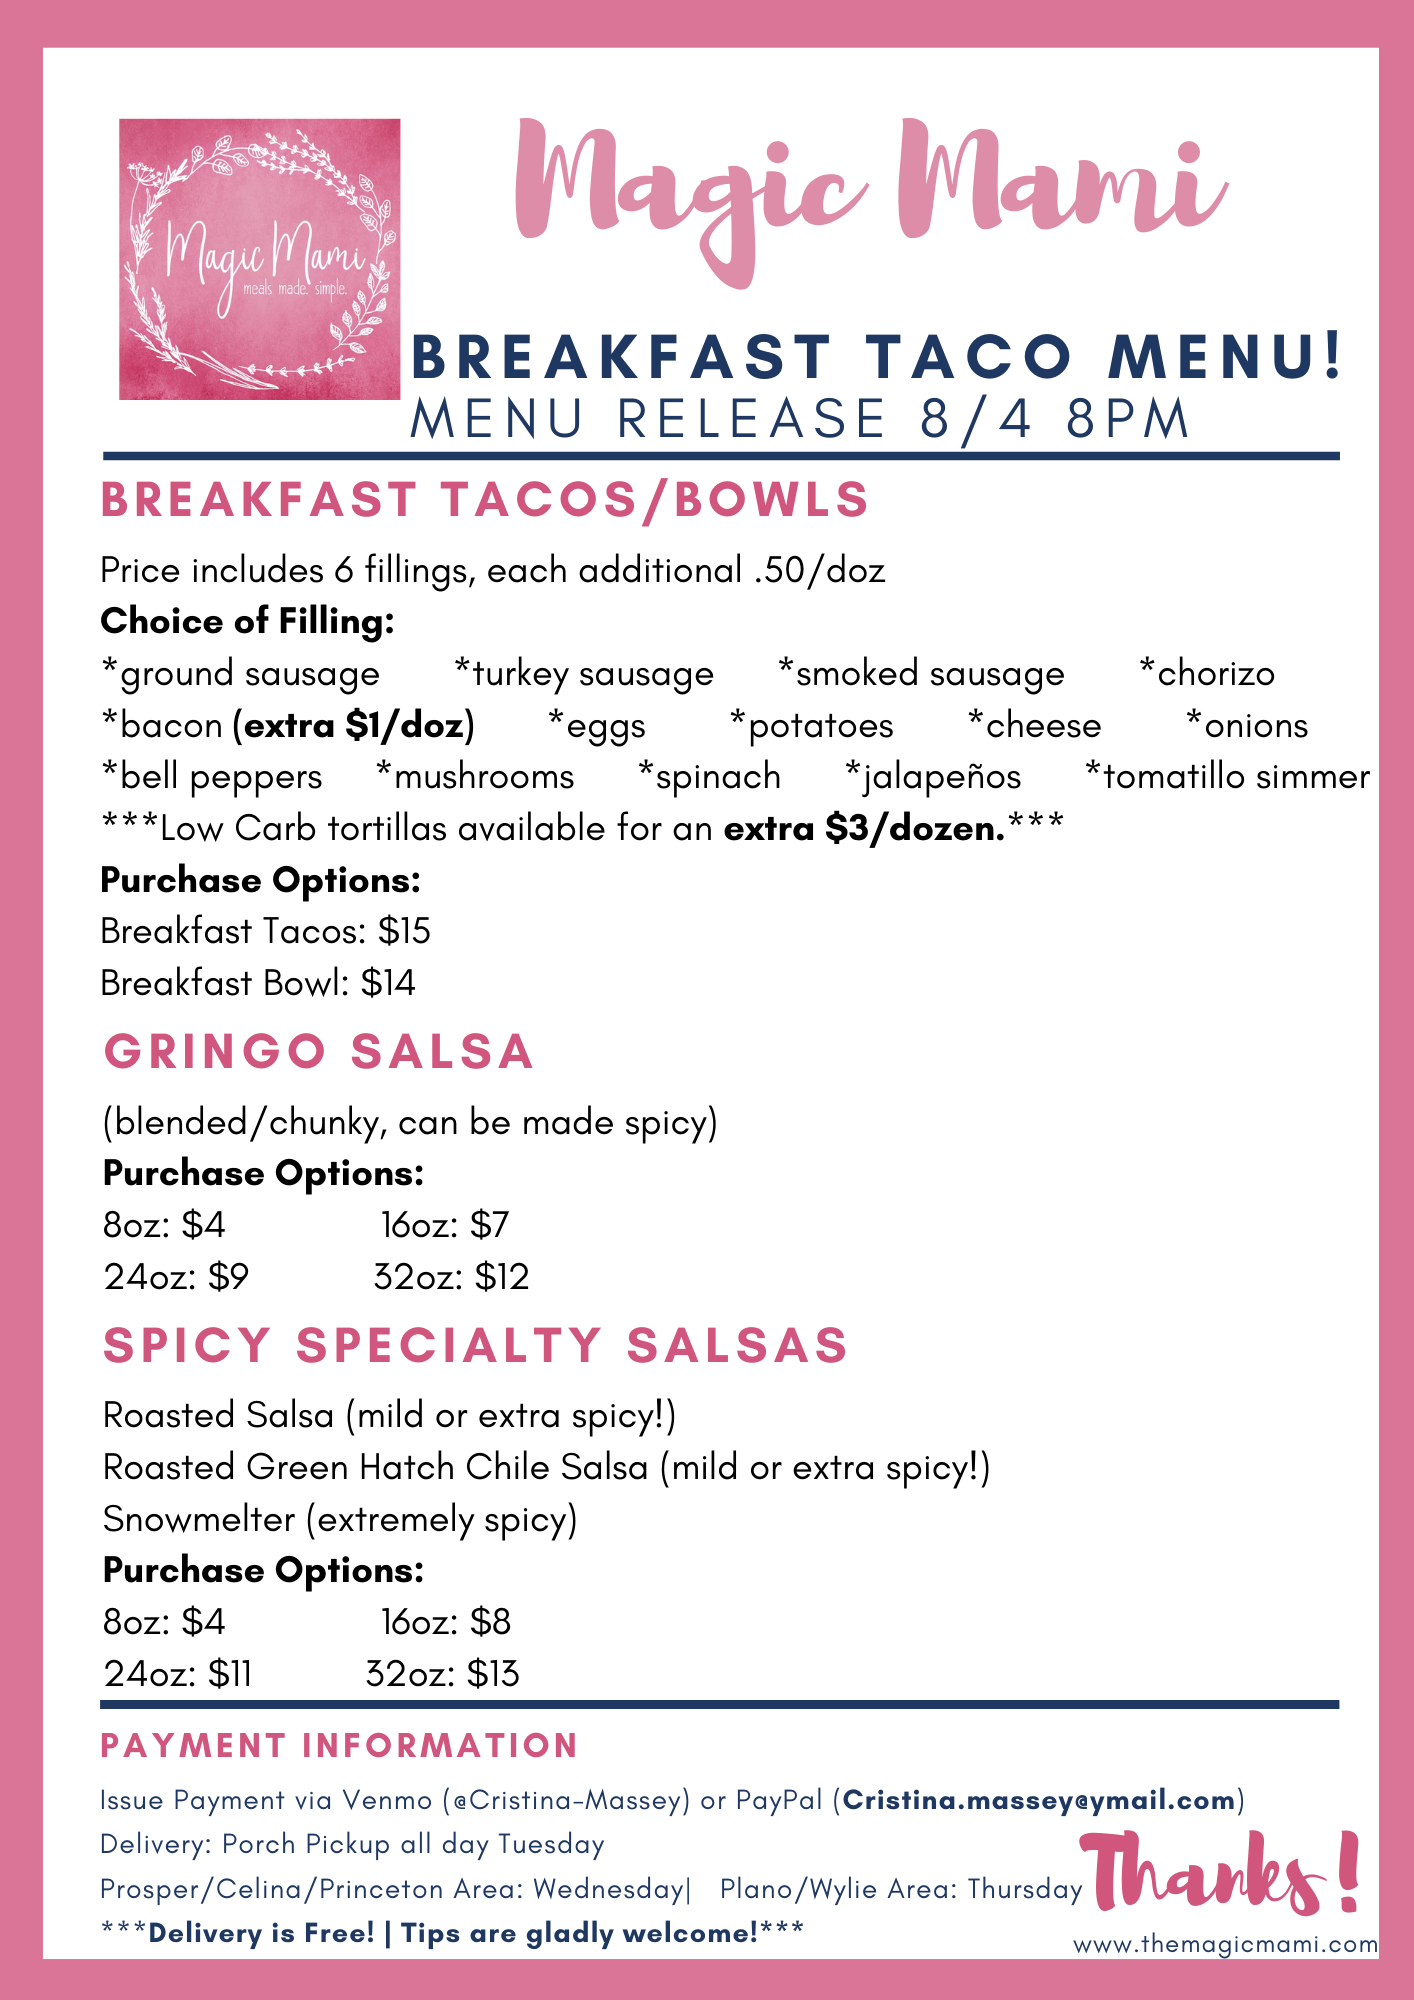 Magic Mami
meals made. simple.
Magic Mami
BREAKFAST TACO MENU!
MENU RELEASE 8/4 8PM
BREAKFAST TACOS/BOWLS
Price includes 6 fillings, each additional .50/doz
Choice of Filling:
*ground sausage *turkey sausage *smoked sausage *chorizo
*bacon (extra $1/doz) *eggs *potatoes *cheese *onions
*bell peppers *mushrooms *spinach *jalapeños *tomatillo simmer
***Low Carb tortillas available for an extra $3/dozen.***
Purchase Options:
Breakfast Tacos: $15
Breakfast Bowl: $14
GRINGO SALSA
(blended/chunky, can be made spicy)
Purchase Options:
8oz: $4 16oz: $7
24oz: $9 32oz: $12
SPICY SPECIALTY SALSAS
Roasted Salsa (mild or extra spicy!)
Roasted Green Hatch Chile Salsa (mild or extra spicy!)
Snowmelter (extremely spicy)
Purchase Options:
8oz: $4 16oz: $8
24oz: $11 32oz: $13
PAYMENT INFORMATION
Issue Payment via Venmo (@Cristina-Massey) or PayPal (Cristina.massey@ymail.com)
Delivery: Porch Pickup all day Tuesday
Prosper/Celina/Princeton Area: Wednesday| Plano/Wylie Area: Thursday
***Delivery is Free! | Tips are gladly welcome!***
Thanks!
www.themagicmami.com